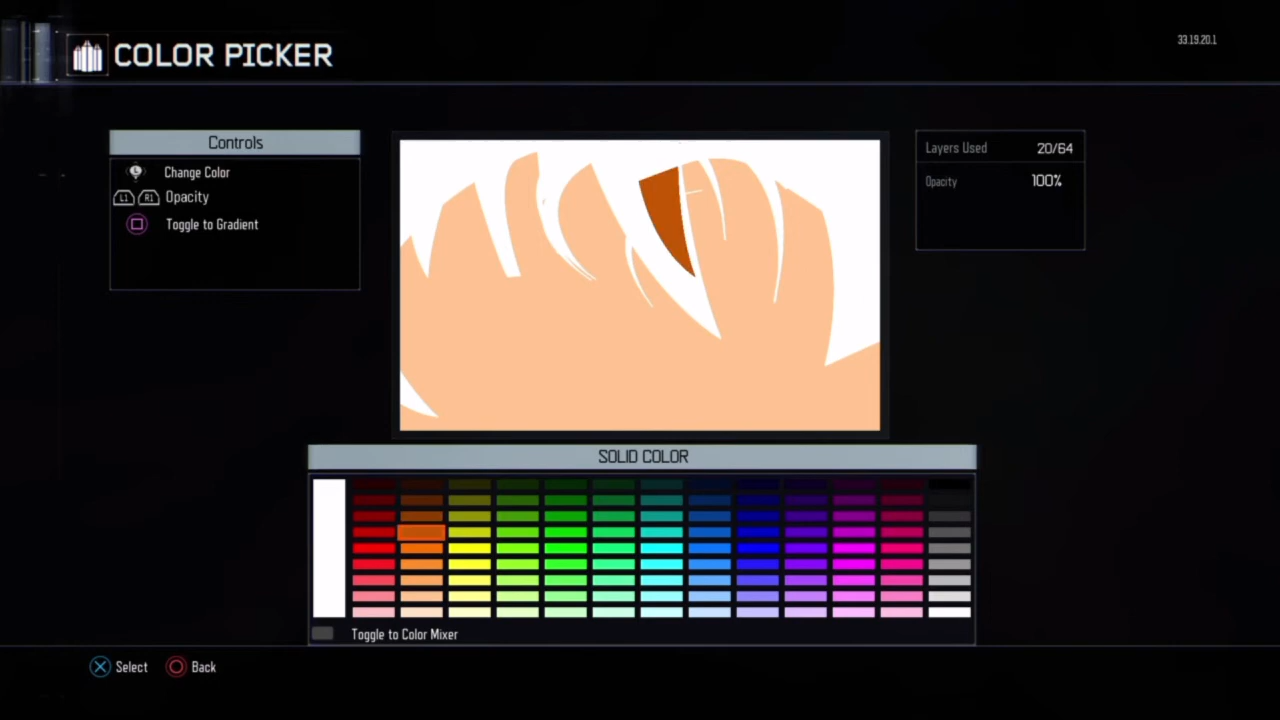 COLOR PICKER
33.19.20.1
Controls
L Change Color
L1 R1 Opacity
Toggle to Gradient
Layers Used 20/64
Opacity 100%
SOLID COLOR
Toggle to Color Mixer
Select Back